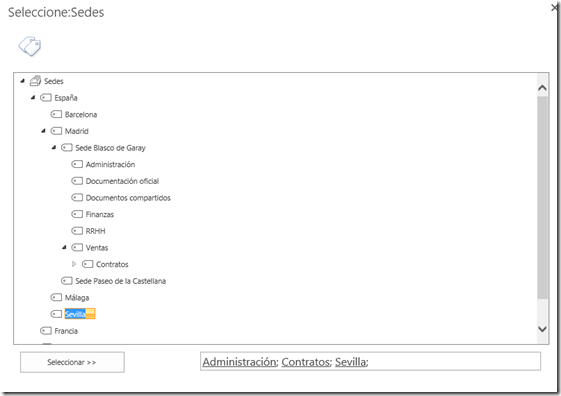 Seleccione:Sedes
Sedes
España
Barcelona
Madrid
Sede Blasco de Garay
Administración
Documentación oficial
Documentos compartidos
Finanzas
RRHH
Ventas
Contratos
Sede Paseo de la Castellana
Málaga
Sevilla
Francia
Seleccionar >>
Administración; Contratos; Sevilla;